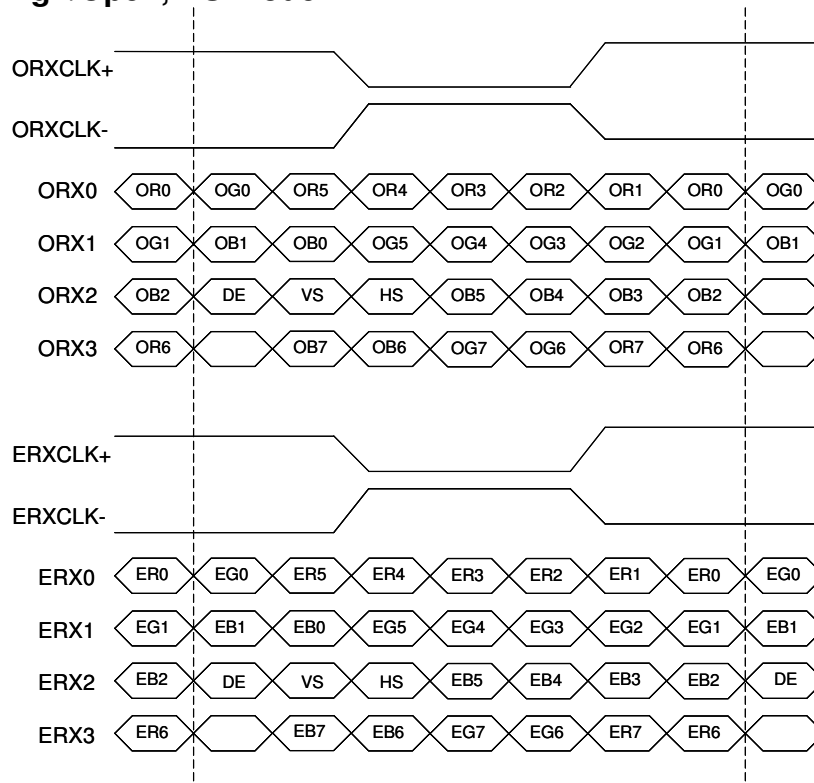 ORXCLK+
ORXCLK-
ORX0 OR0 OG0 OR5 OR4 OR3 OR2 OR1 OR0 OG0
ORX1 OG1 OB1 OB0 OG5 OG4 OG3 OG2 OG1 OB1
ORX2 OB2 DE VS HS OB5 OB4 OB3 OB2
ORX3 OR6 OB7 OB6 OG7 OG6 OR7 OR6
ERXCLK+
ERXCLK-
ERX0 ER0 EG0 ER5 ER4 ER3 ER2 ER1 ER0 EG0
ERX1 EG1 EB1 EB0 EG5 EG4 EG3 EG2 EG1 EB1
ERX2 EB2 DE VS HS EB5 EB4 EB3 EB2 DE
ERX3 ER6 EB7 EB6 EG7 EG6 ER7 ER6